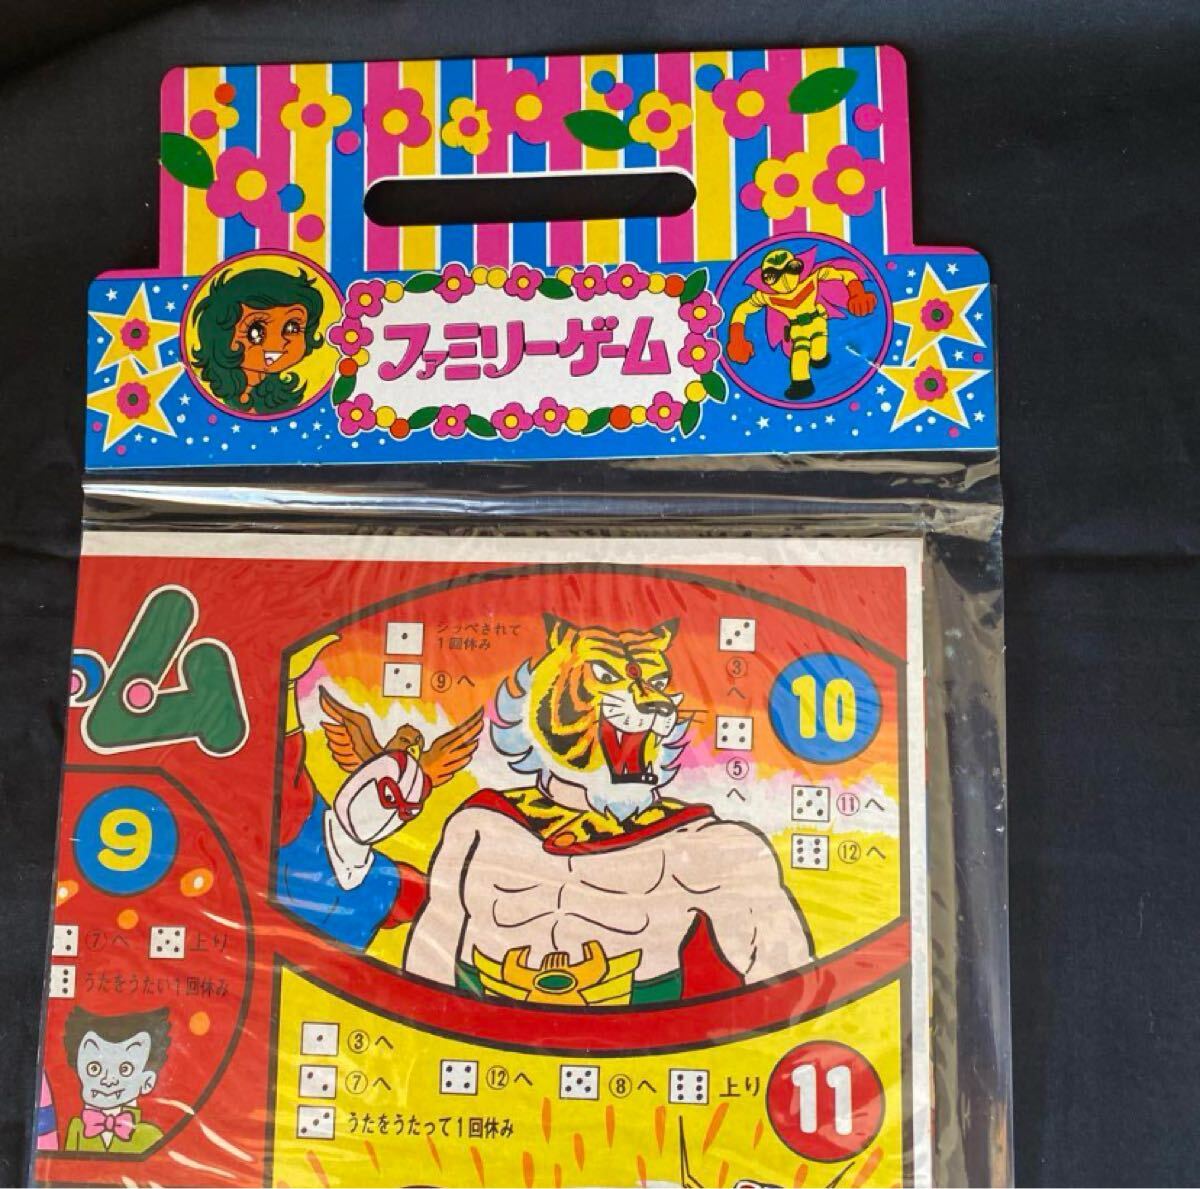 ファミリーゲーム
ム
シッペされて
1回休み
⑨へ
③
へ
⑤
へ
10
⑪へ
⑫へ
9
⑦へ
上り
うたをうたい1回休み
③へ
⑦へ
⑫へ
⑧へ
上り
11
うたをうたって1回休み